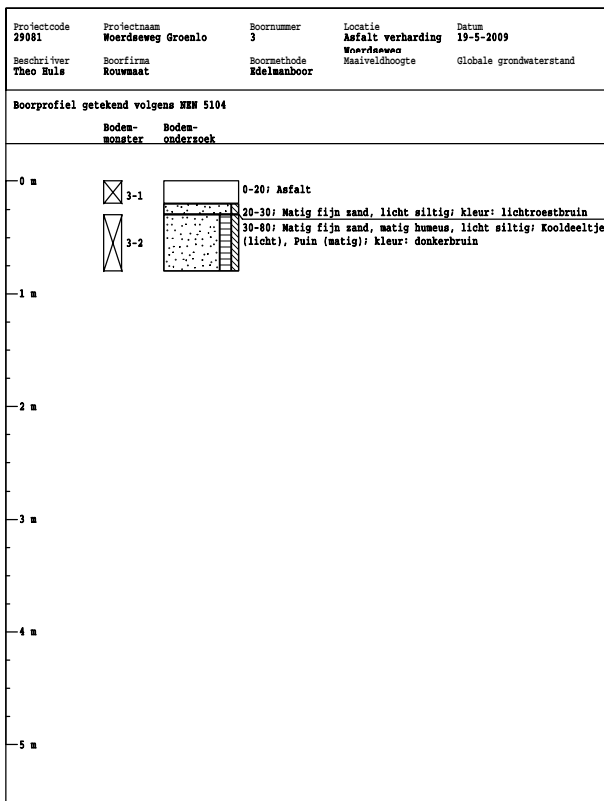 Projectcode Projectnaam Boornummer Locatie Datum
29081 Woerdseweg Groenlo 3 Asfalt verharding 19-5-2009
Woerdseweg
Beschrijver Boorfirma Boormethode Maaiveldhoogte Globale grondwaterstand
Theo Huls Rouwmaat Edelmanboor
Boorprofiel getekend volgens NEN 5104
Bodem- Bodem-
monster onderzoek
0 m
0-20; Asfalt
3-1
20-30; Matig fijn zand, licht siltig; kleur: lichtroestbruin
30-80; Matig fijn zand, matig humeus, licht siltig; Kooldeeltje
3-2 (licht), Puin (matig); kleur: donkerbruin
1 m
2 m
3 m
4 m
5 m